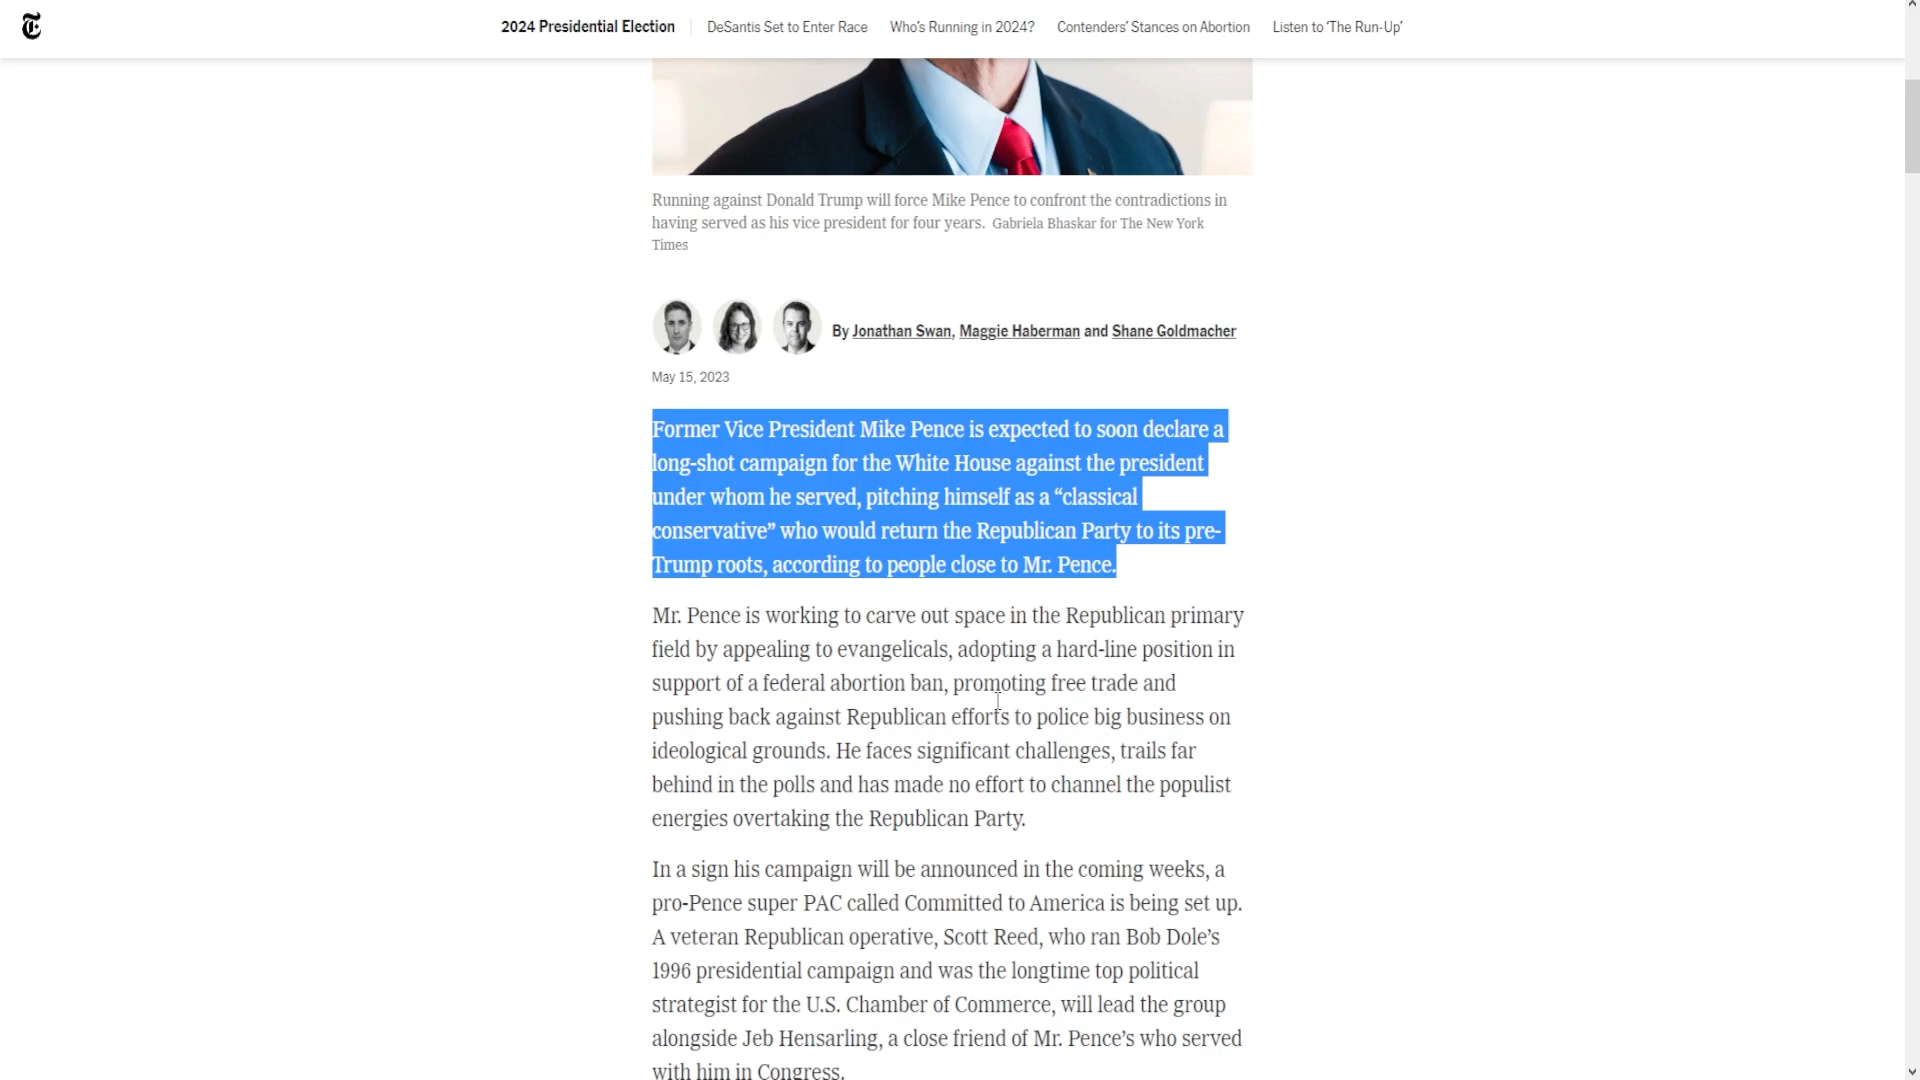 2024 Presidential Election
DeSantis Set to Enter Race
Who's Running in 2024?
Contenders' Stances on Abortion
Listen to ‘The Run-Up’
Running against Donald Trump will force Mike Pence to confront the contradictions in
having served as his vice president for four years. Gabriela Bhaskar for The New York
Times
By Jonathan Swan, Maggie Haberman and Shane Goldmacher
May 15, 2023
Former Vice President Mike Pence is expected to soon declare a
long-shot campaign for the White House against the president
under whom he served, pitching himself as a “classical
conservative” who would return the Republican Party to its pre-
Trump roots, according to people close to Mr. Pence.
Mr. Pence is working to carve out space in the Republican primary
field by appealing to evangelicals, adopting a hard-line position in
support of a federal abortion ban, promoting free trade and
pushing back against Republican efforts to police big business on
ideological grounds. He faces significant challenges, trails far
behind in the polls and has made no effort to channel the populist
energies overtaking the Republican Party.
In a sign his campaign will be announced in the coming weeks, a
pro-Pence super PAC called Committed to America is being set up.
A veteran Republican operative, Scott Reed, who ran Bob Dole’s
1996 presidential campaign and was the longtime top political
strategist for the U.S. Chamber of Commerce, will lead the group
alongside Jeb Hensarling, a close friend of Mr. Pence’s who served
with him in Congress.